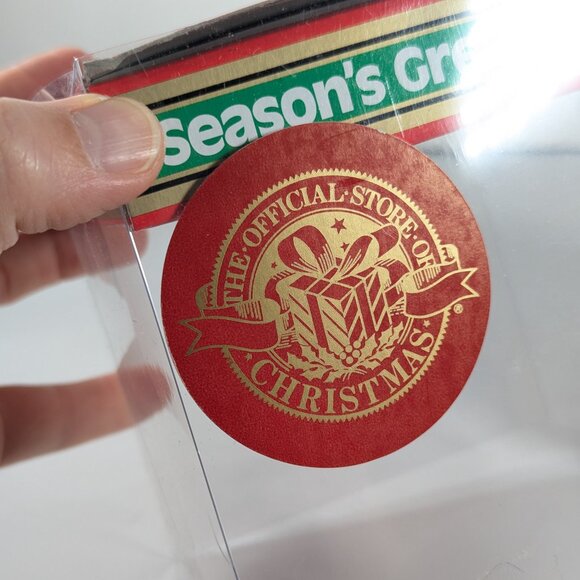 Season's Gre
THE·OFFICIAL·STORE·OF
CHRISTMAS
®